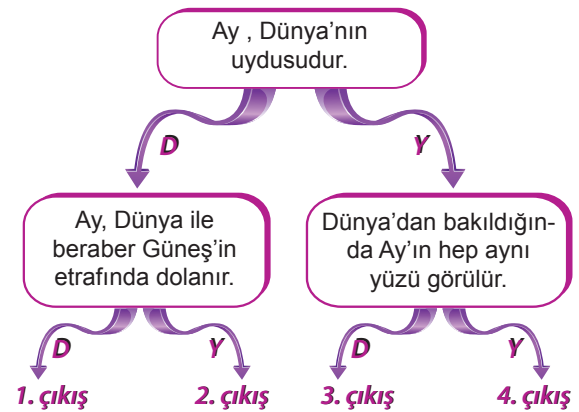 Ay , Dünya’nın
uydusudur.
D
Y
Ay, Dünya ile
beraber Güneş’in
etrafında dolanır.
Dünya’dan bakıldığın-
da Ay’ın hep aynı
yüzü görülür.
D
Y
D
Y
1. çıkış
2. çıkış
3. çıkış
4. çıkış